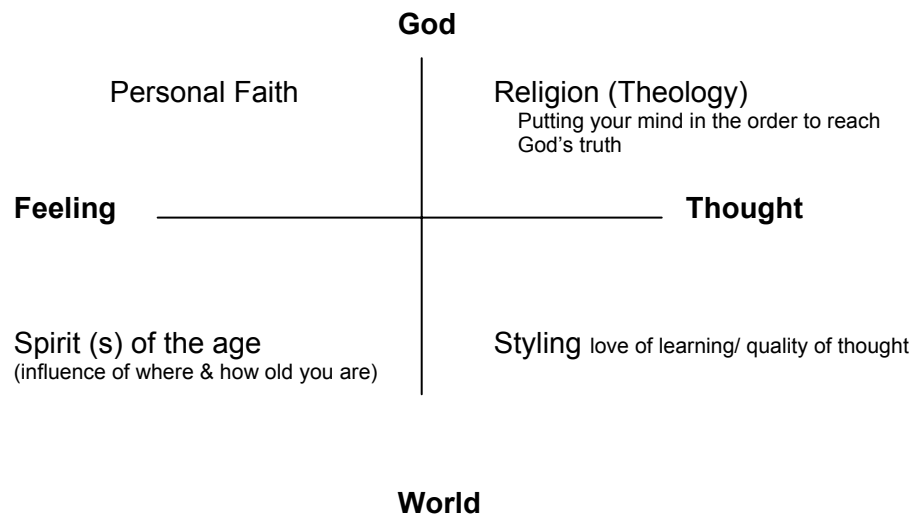 God
Personal Faith
Religion (Theology)
Putting your mind in the order to reach
God's truth
Feeling
Thought
Spirit (s) of the age
(influence of where & how old you are)
Styling love of learning/ quality of thought
World